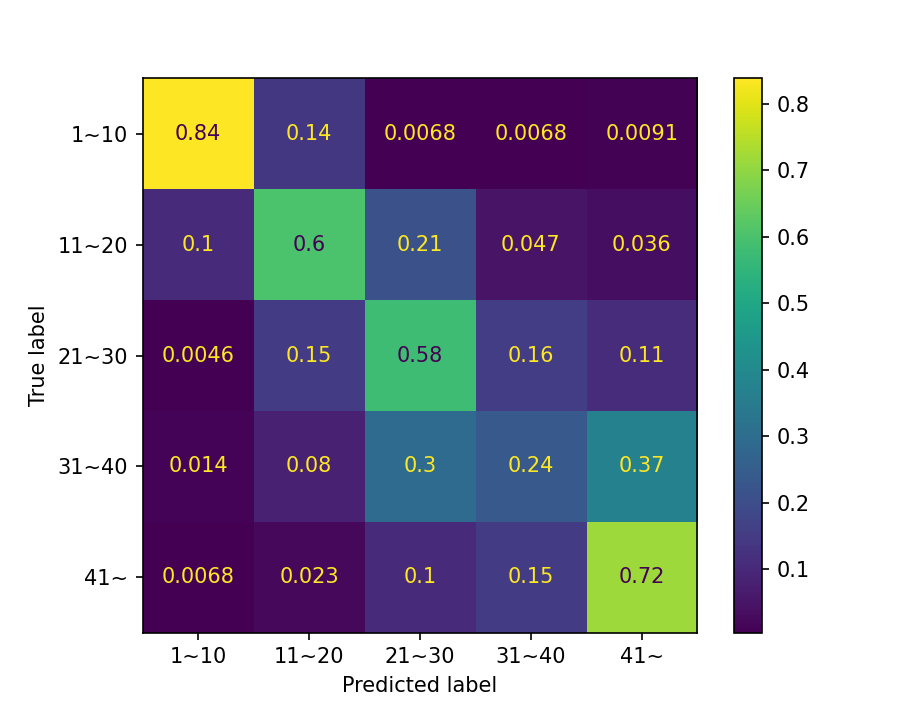 1~10 0.84 0.14 0.0068 0.0068 0.0091
11~20 0.1 0.6 0.21 0.047 0.036
21~30 0.0046 0.15 0.58 0.16 0.11
31~40 0.014 0.08 0.3 0.24 0.37
41~ 0.0068 0.023 0.1 0.15 0.72
1~10 11~20 21~30 31~40 41~
Predicted label
True label
0.8
0.7
0.6
0.5
0.4
0.3
0.2
0.1